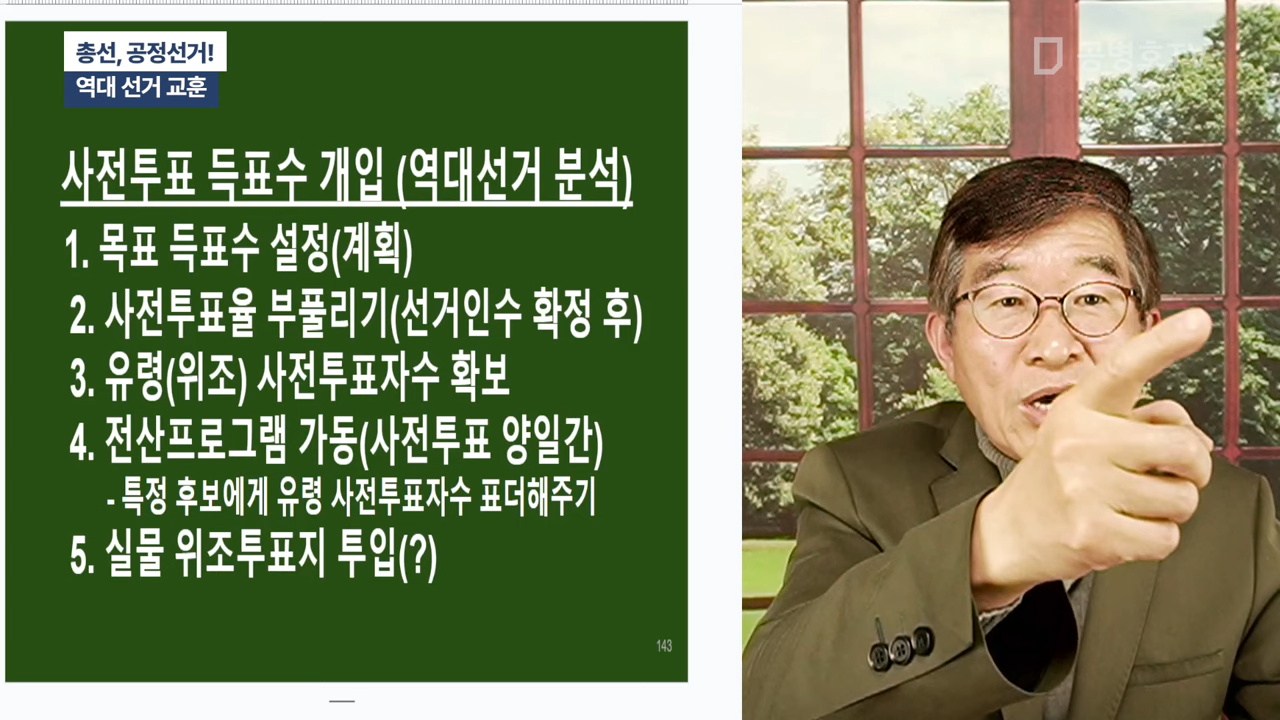 총선, 공정선거!
역대 선거 교훈
사전투표 득표수 개입 (역대선거 분석)
1. 목표 득표수 설정(계획)
2. 사전투표율 부풀리기(선거인수 확정 후)
3. 유령(위조) 사전투표자수 확보
4. 전산프로그램 가동(사전투표 양일간)
- 특정 후보에게 유령 사전투표자수 표더해주기
5. 실물 위조투표지 투입(?)
143
공병호TV